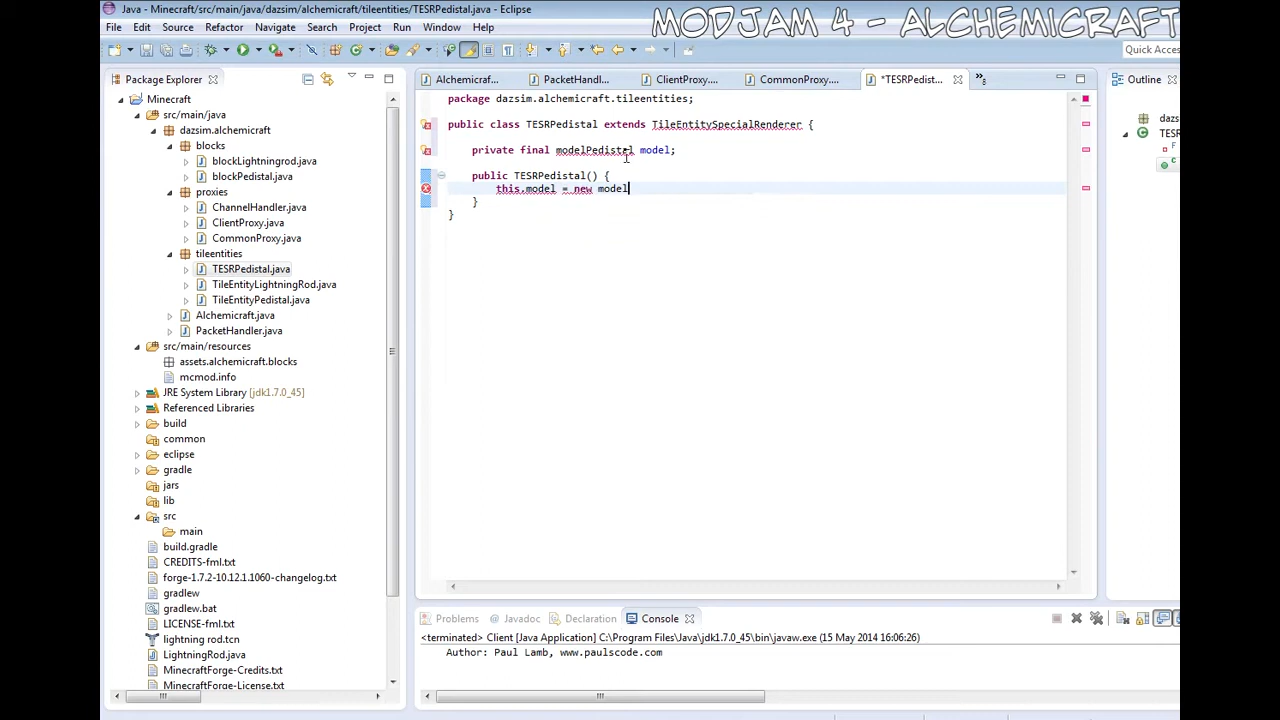 Java - Minecraft/src/main/java/dazsim/alchemicraft/tileentities/TESRPedistal.java - Eclipse
MODJAM 4 - ALCHEMICRAFT
File Edit Source Refactor Navigate Search Project Run Window Help
Quick Acces
Package Explorer
Alchemicraf... PacketHandl... ClientProxy... CommonProxy.... *TESRPedist... »8
Outline
Minecraft
src/main/java
dazsim.alchemicraft
blocks
blockLightningrod.java
blockPedistal.java
proxies
ChannelHandler.java
ClientProxy.java
CommonProxy.java
tileentities
TESRPedistal.java
TileEntityLightningRod.java
TileEntityPedistal.java
Alchemicraft.java
PacketHandler.java
src/main/resources
assets.alchemicraft.blocks
mcmod.info
JRE System Library [jdk1.7.0_45]
Referenced Libraries
build
common
eclipse
gradle
jars
lib
src
main
build.gradle
CREDITS-fml.txt
forge-1.7.2-10.12.1.1060-changelog.txt
gradlew
gradlew.bat
LICENSE-fml.txt
lightning rod.tcn
LightningRod.java
MinecraftForge-Credits.txt
MinecraftForge-License.txt
package dazsim.alchemicraft.tileentities;
public class TESRPedistal extends TileEntitySpecialRenderer {
private final modelPedistal model;
public TESRPedistal() {
this.model = new model
}
}
dazs
TES
Problems Javadoc Declaration Console
<terminated> Client [Java Application] C:\Program Files\Java\jdk1.7.0_45\bin\javaw.exe (15 May 2014 16:06:26)
Author: Paul Lamb, www.paulscode.com